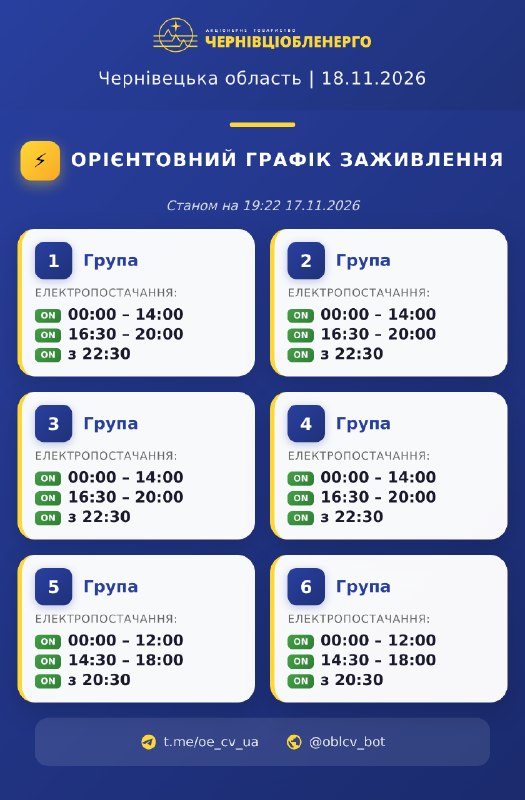 АКЦІОНЕРНЕ ТОВАРИСТВО
ЧЕРНІВЦІОБЛЕНЕРГО
Чернівецька область | 18.11.2026
ОРІЄНТОВНИЙ ГРАФІК ЗАЖИВЛЕННЯ
Станом на 19:22 17.11.2026
1 Група
ЕЛЕКТРОПОСТАЧАННЯ:
ON 00:00 – 14:00
ON 16:30 – 20:00
ON з 22:30
2 Група
ЕЛЕКТРОПОСТАЧАННЯ:
ON 00:00 – 14:00
ON 16:30 – 20:00
ON з 22:30
3 Група
ЕЛЕКТРОПОСТАЧАННЯ:
ON 00:00 – 14:00
ON 16:30 – 20:00
ON з 22:30
4 Група
ЕЛЕКТРОПОСТАЧАННЯ:
ON 00:00 – 14:00
ON 16:30 – 20:00
ON з 22:30
5 Група
ЕЛЕКТРОПОСТАЧАННЯ:
ON 00:00 – 12:00
ON 14:30 – 18:00
ON з 20:30
6 Група
ЕЛЕКТРОПОСТАЧАННЯ:
ON 00:00 – 12:00
ON 14:30 – 18:00
ON з 20:30
t.me/oe_cv_ua @oblcv_bot